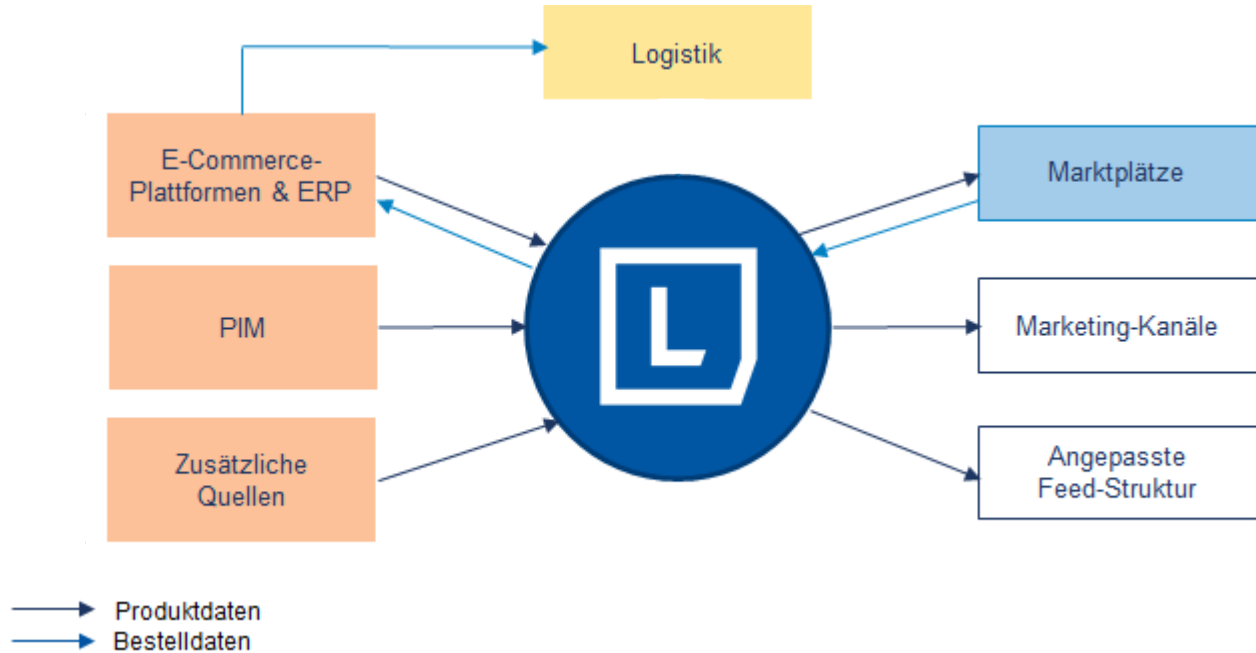 Logistik
E-Commerce-
Plattformen & ERP
Marktplätze
L
PIM
Marketing-Kanäle
Zusätzliche
Quellen
Angepasste
Feed-Struktur
Produktdaten
Bestelldaten